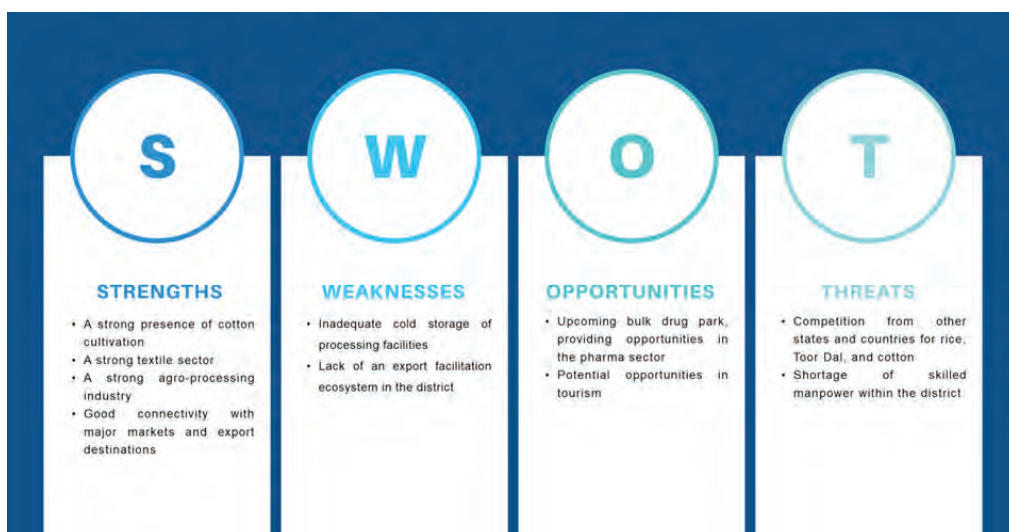 S
W
O
T
STRENGTHS
• A strong presence of cotton
cultivation
• A strong textile sector
• A strong agro-processing
industry
• Good connectivity with
major markets and export
destinations
WEAKNESSES
• Inadequate cold storage of
processing facilities
• Lack of an export facilitation
ecosystem in the district
OPPORTUNITIES
• Upcoming bulk drug park,
providing opportunities in
the pharma sector
• Potential opportunities in
tourism
THREATS
• Competition from other
states and countries for rice,
Toor Dal, and cotton
• Shortage of skilled
manpower within the district